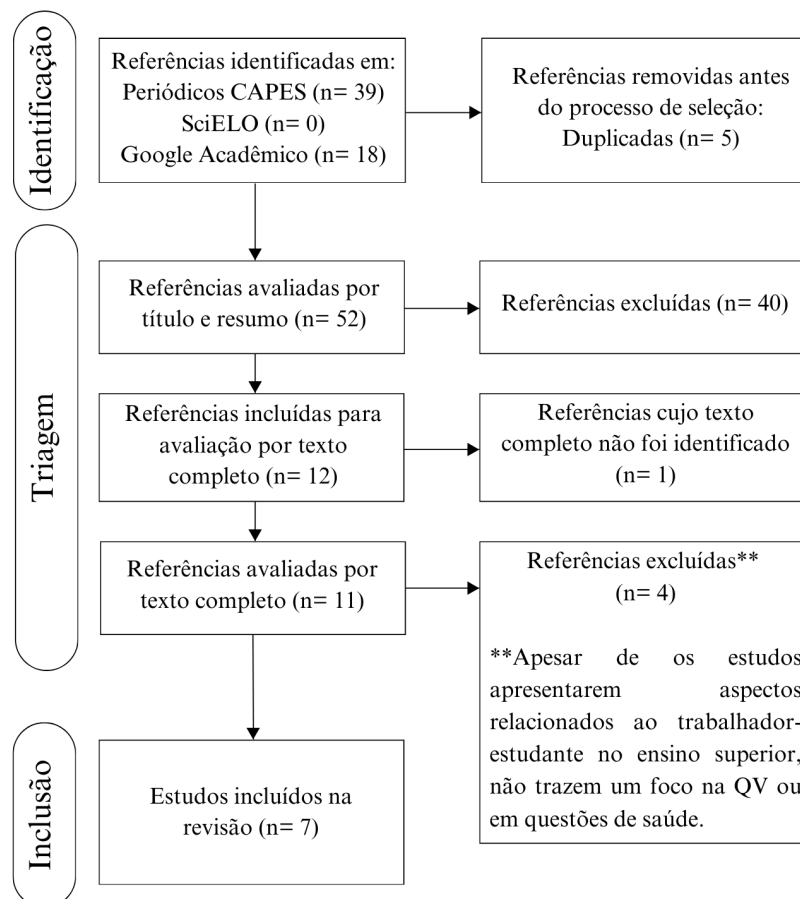 Identificação
Referências identificadas em:
Periódicos CAPES (n= 39)
SciELO (n= 0)
Google Acadêmico (n= 18)
Referências removidas antes
do processo de seleção:
Duplicadas (n= 5)
Triagem
Referências avaliadas por
título e resumo (n= 52)
Referências excluídas (n= 40)
Referências incluídas para
avaliação por texto
completo (n= 12)
Referências cujo texto
completo não foi identificado
(n= 1)
Referências avaliadas por
texto completo (n= 11)
Referências excluídas**
(n= 4)
**Apesar de os estudos
apresentarem aspectos
relacionados ao trabalhador-
estudante no ensino superior,
não trazem um foco na QV ou
em questões de saúde.
Inclusão
Estudos incluídos na
revisão (n= 7)